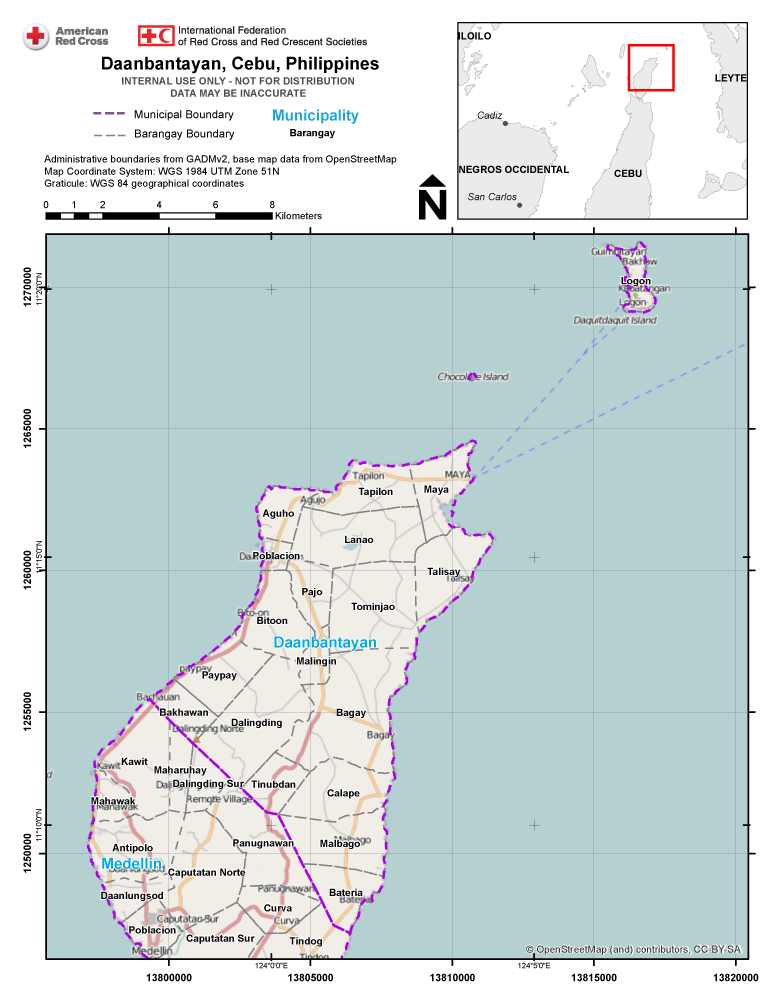 American
Red Cross
International Federation
of Red Cross and Red Crescent Societies
Daanbantayan, Cebu, Philippines
INTERNAL USE ONLY - NOT FOR DISTRIBUTION
DATA MAY BE INACCURATE
Municipal Boundary
Municipality
Barangay Boundary
Barangay
Administrative boundaries from GADMv2, base map data from OpenStreetMap
Map Coordinate System: WGS 1984 UTM Zone 51N
Graticule: WGS 84 geographical coordinates
0 1 2 4 6 8
Kilometers
N
ILOILO
LEYTE
Cadiz
NEGROS OCCIDENTAL
CEBU
San Carlos
Guimbitayan
Bakhaw
Logon
Kabatangan
Logon
Daquitdaquit Island
1270000
11°20'0"N
Chocolate Island
1265000
Tapilon
MAYA
Tapilon
Maya
Agujo
Aguho
Lanao
Poblacion
1260000
11°15'0"N
Talisay
Talisay
Pajo
Tominjao
Bito-on
Bitoon
Daanbantayan
Malingin
paypay
Paypay
Bachauan
Bakhawan
Bagay
1255000
Dalingding
Dalingding Norte
Bagay
Kawit
Kawit
Maharuhay
Dalingding Sur
Tinubdan
Calape
Remote Village
Mahawak
Manawak
11°10'0"N
Panugnawan
Malbago
Malbago
Antipolo
1250000
Medellin
Caputatan Norte
Daanlungsod
Daanlungsod
Panugnawan
Bateria
Bateria
Curva
Caputatan Sur
Curva
Poblacion
Caputatan Sur
Tindog
Medellin
Tindog
© OpenStreetMap (and) contributors, CC-BY-SA
13800000
124°0'0"E
13805000
13810000
124°5'0"E
13815000
13820000